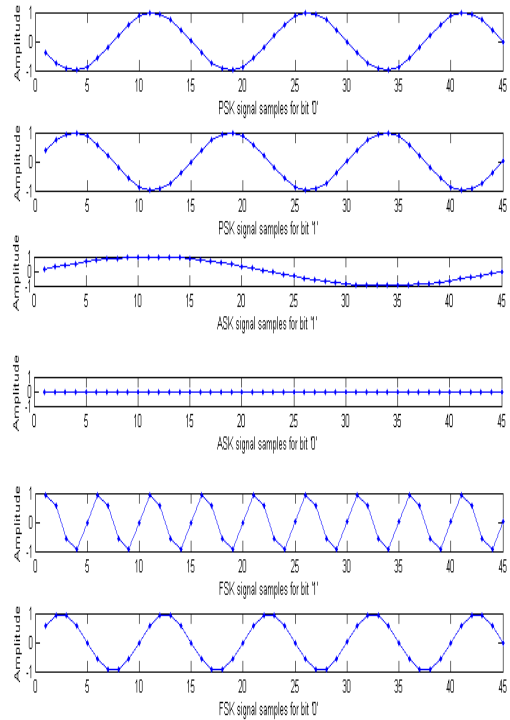 Amplitude
1
0
-1
0 5 10 15 20 25 30 35 40 45
PSK signal samples for bit '0'
Amplitude
1
0
-1
0 5 10 15 20 25 30 35 40 45
PSK signal samples for bit '1'
Amplitude
1
0
-1
0 5 10 15 20 25 30 35 40 45
ASK signal samples for bit '1'
Amplitude
1
0
-1
0 5 10 15 20 25 30 35 40 45
ASK signal samples for bit '0'
Amplitude
1
0
-1
0 5 10 15 20 25 30 35 40 45
FSK signal samples for bit '1'
Amplitude
1
0
-1
0 5 10 15 20 25 30 35 40 45
FSK signal samples for bit '0'